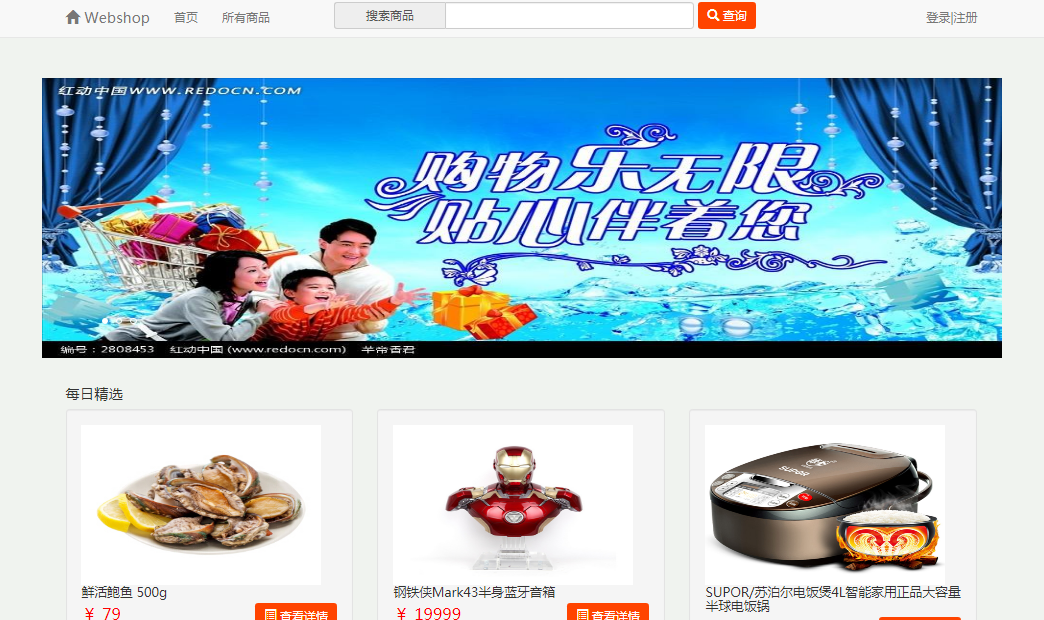 Webshop 首页 所有商品 搜索商品 查询 登录|注册
红动中国WWW.REDOCN.COM
购物乐无限
贴心伴着您
编号：2808453 红动中国 (www.redocn.com) 芊帝香君
每日精选
SUPOR
鲜活鲍鱼 500g
¥ 79
查看详情
钢铁侠Mark43半身蓝牙音箱
¥ 19999
查看详情
SUPOR/苏泊尔电饭煲4L智能家用正品大容量
半球电饭锅